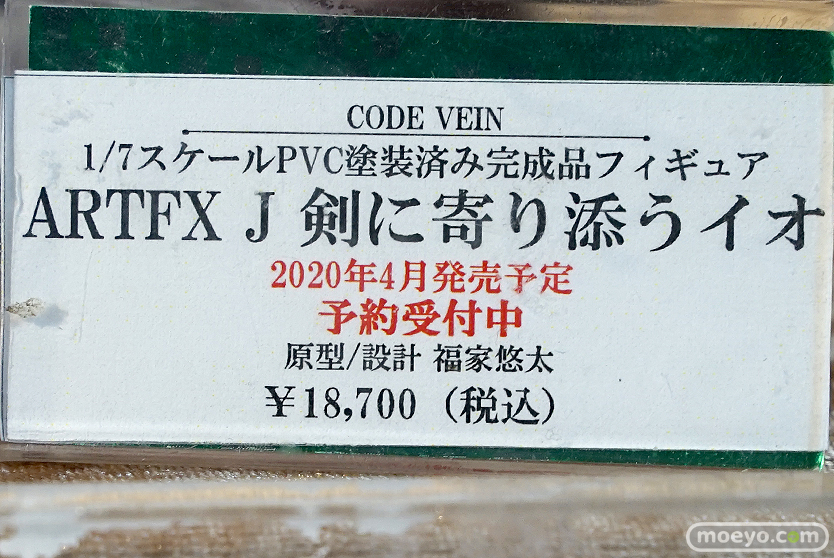 CODE VEIN
1/7スケールPVC塗装済み完成品フィギュア
ARTFX J 剣に寄り添うイオ
2020年4月発売予定
予約受付中
原型/設計 福家悠太
￥18,700（税込）
moeyo.com